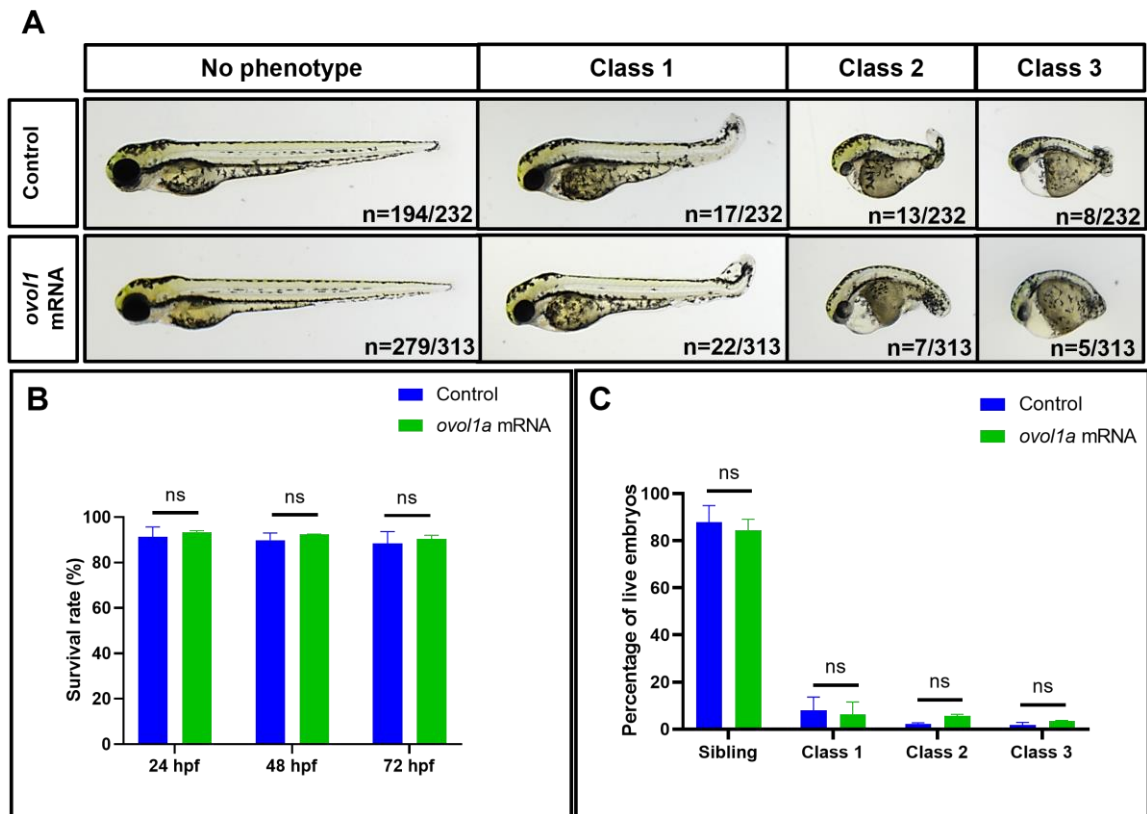 A
No phenotype
Class 1
Class 2
Class 3
Control
n=194/232
n=17/232
n=13/232
n=8/232
ovol1
mRNA
n=279/313
n=22/313
n=7/313
n=5/313
B
Control
ovol1a mRNA
ns
ns
ns
Survival rate (%)
100
80
60
40
20
0
24 hpf
48 hpf
72 hpf
C
Control
ovol1a mRNA
ns
ns
ns
ns
Percentage of live embryos
100
80
60
40
20
0
Sibling
Class 1
Class 2
Class 3